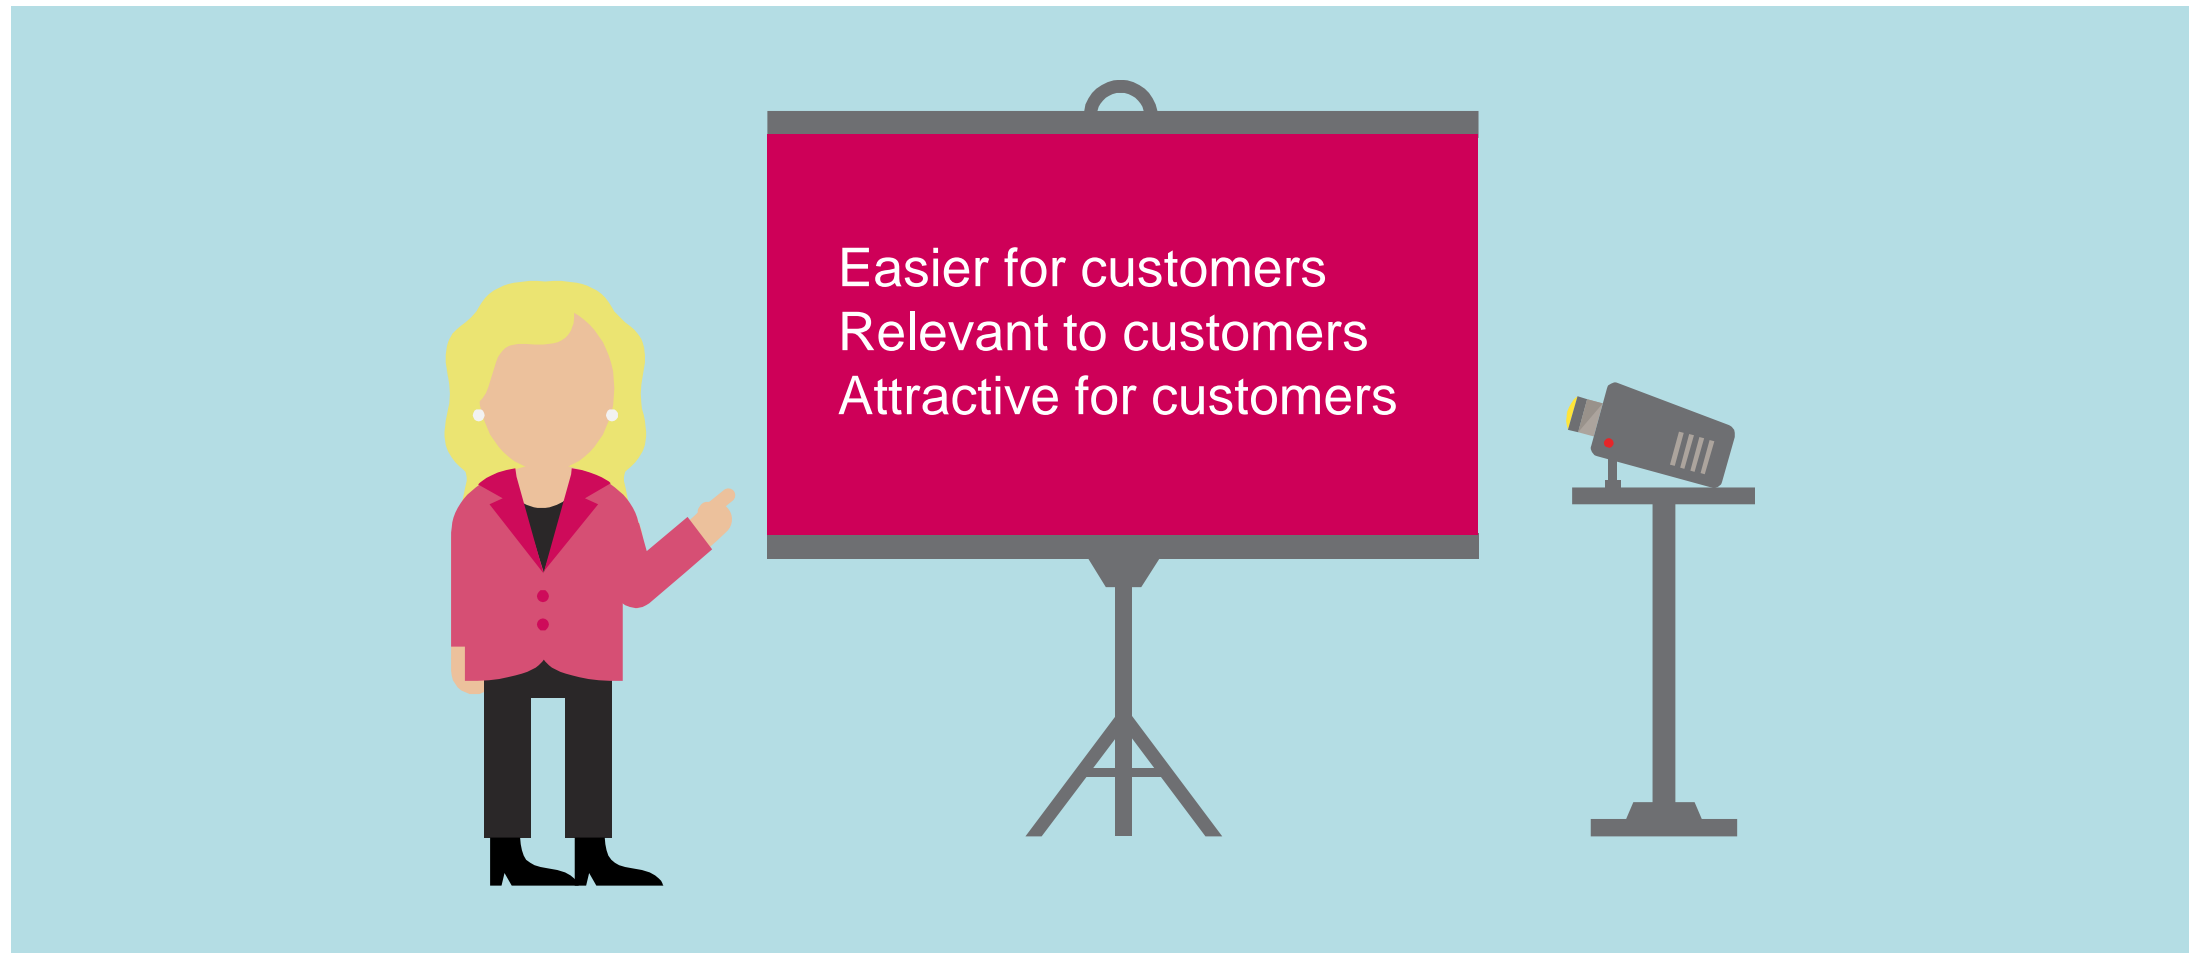 Easier for customers
Relevant to customers
Attractive for customers